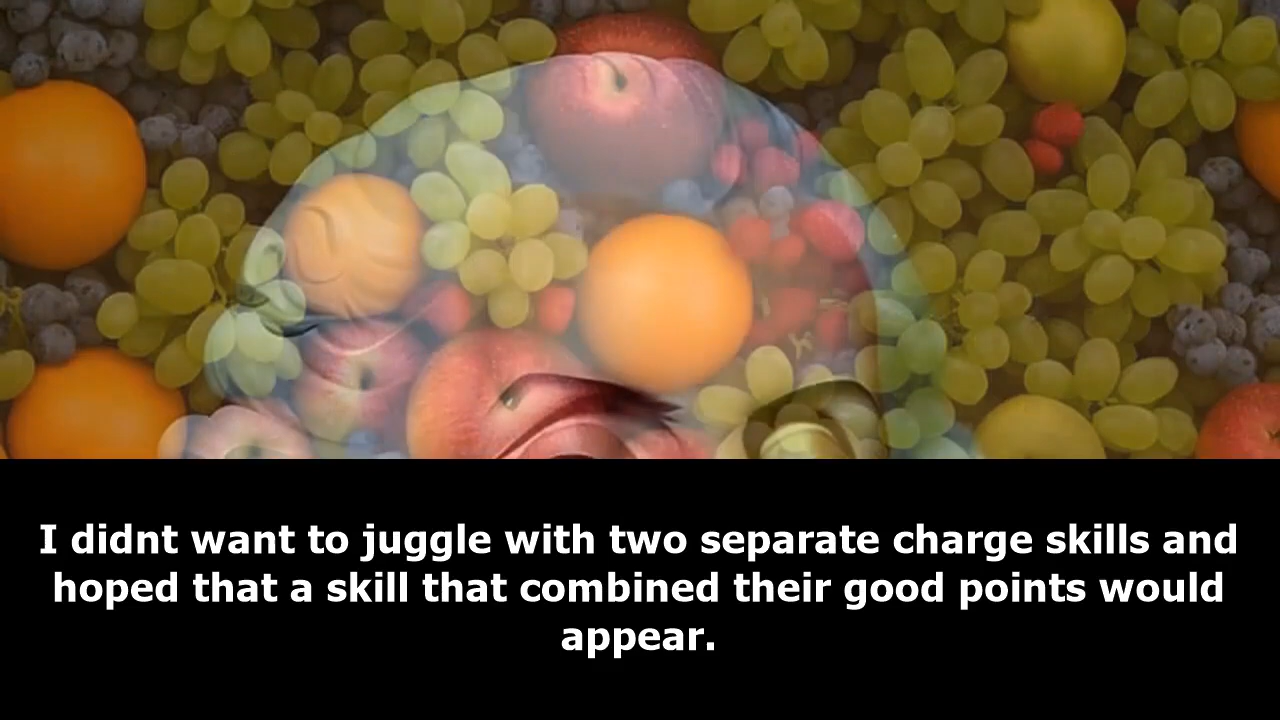 I didnt want to juggle with two separate charge skills and
hoped that a skill that combined their good points would
appear.